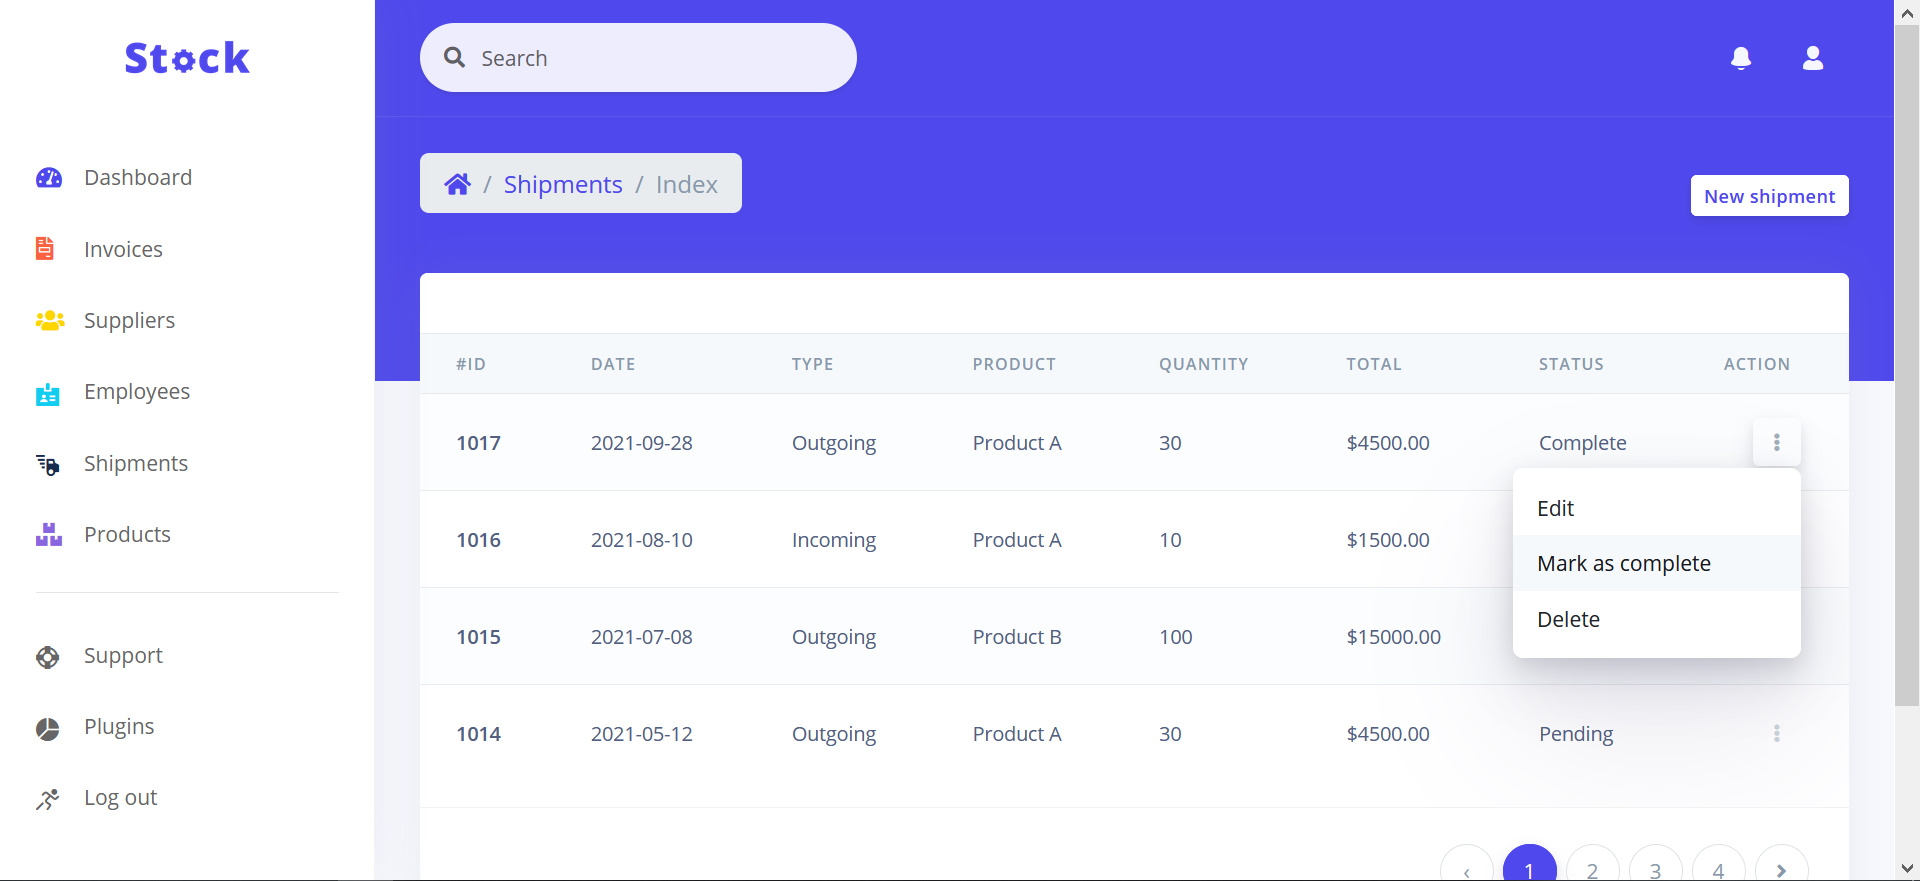 Stock
Search
Dashboard
Invoices
Suppliers
Employees
Shipments
Products
Support
Plugins
Log out
/ Shipments / Index
New shipment
#ID DATE TYPE PRODUCT QUANTITY TOTAL STATUS ACTION
1017 2021-09-28 Outgoing Product A 30 $4500.00 Complete
1016 2021-08-10 Incoming Product A 10 $1500.00
1015 2021-07-08 Outgoing Product B 100 $15000.00
1014 2021-05-12 Outgoing Product A 30 $4500.00 Pending
Edit
Mark as complete
Delete
‹ 1 2 3 4